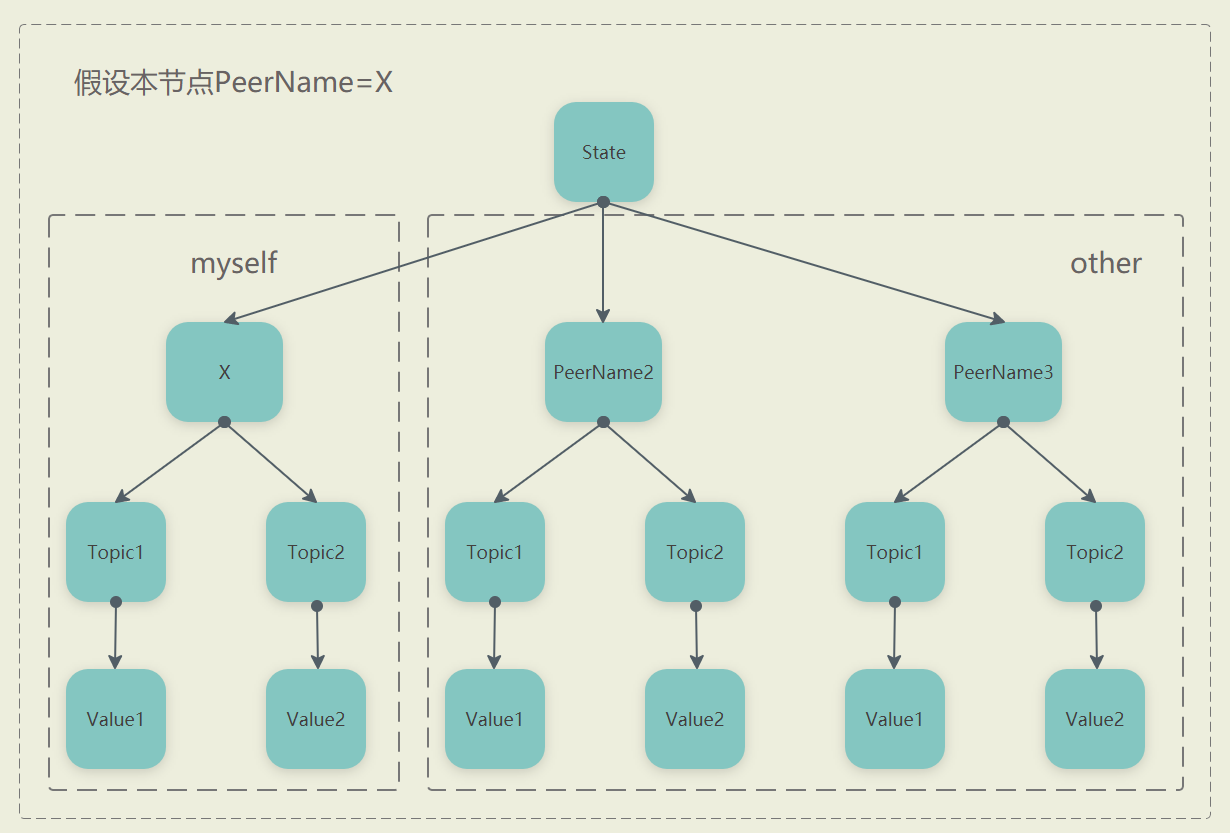 假设本节点PeerName=X
State
myself
other
X
PeerName2
PeerName3
Topic1
Topic2
Topic1
Topic2
Topic1
Topic2
Value1
Value2
Value1
Value2
Value1
Value2